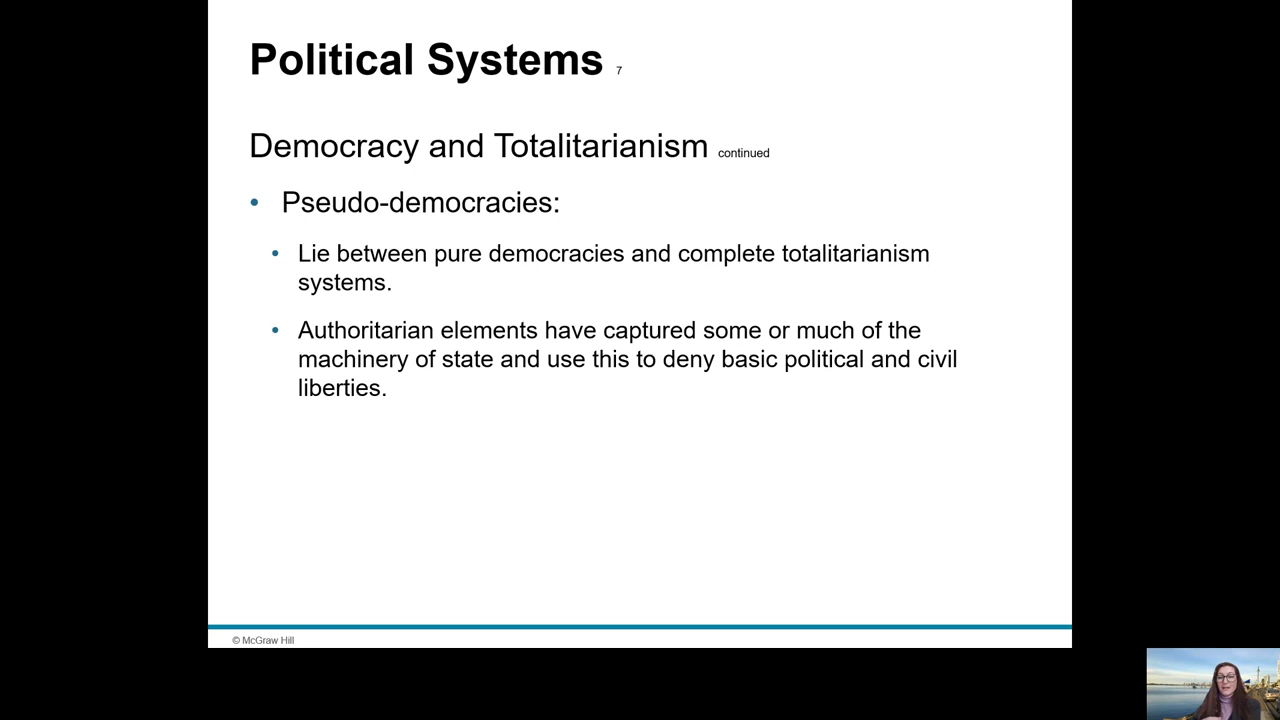 Political Systems 7
Democracy and Totalitarianism continued
• Pseudo-democracies:
• Lie between pure democracies and complete totalitarianism
systems.
• Authoritarian elements have captured some or much of the
machinery of state and use this to deny basic political and civil
liberties.
© McGraw Hill